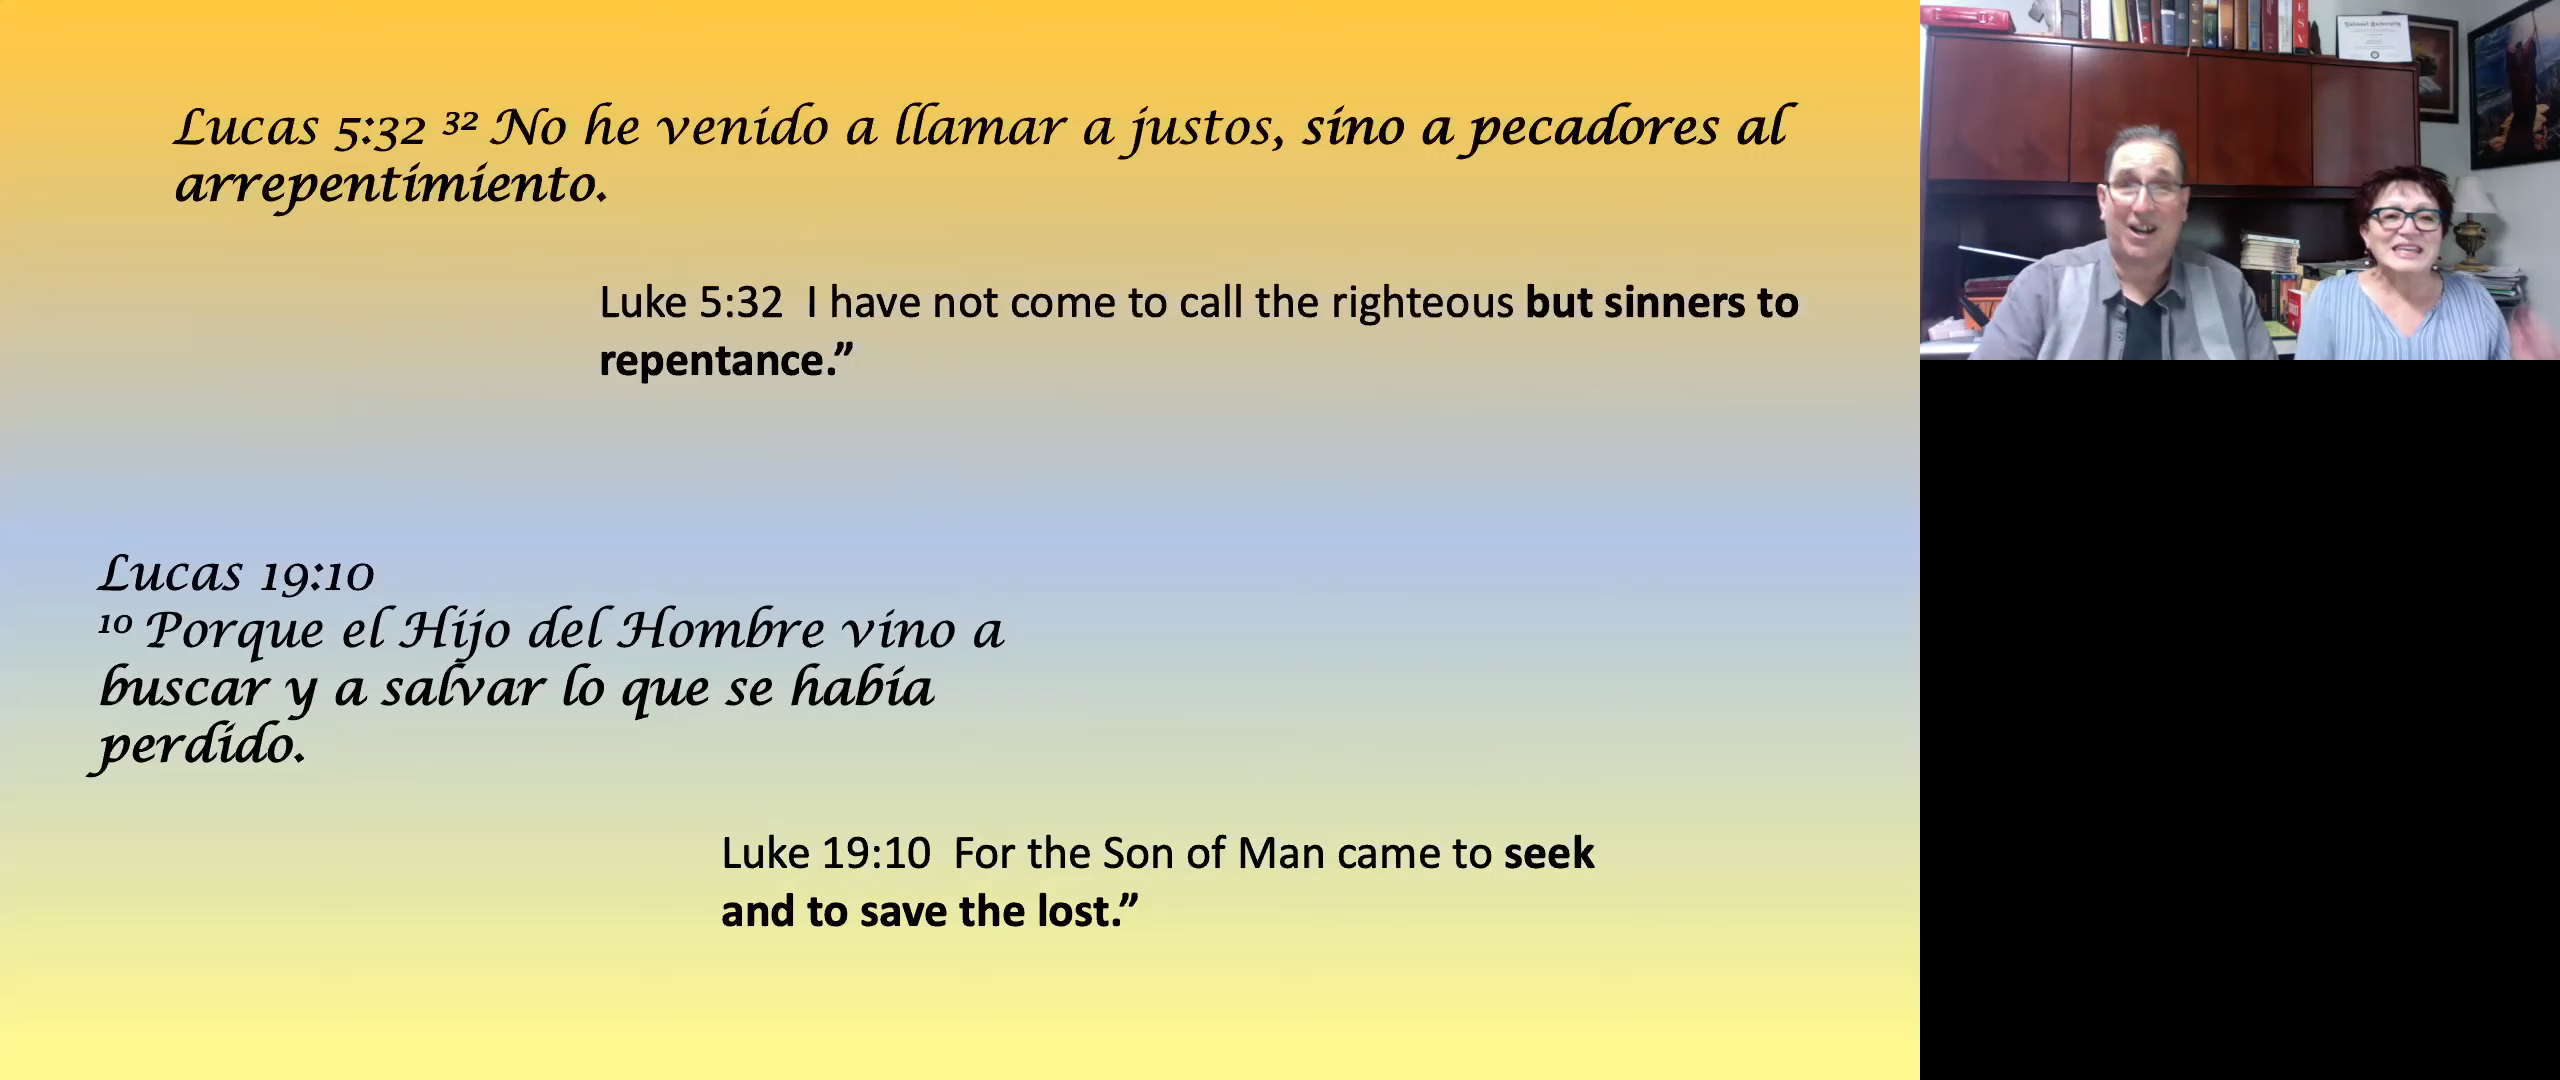 Lucas 5:32 ³² No he venido a llamar a justos, sino a pecadores al
arrepentimiento.
Luke 5:32 I have not come to call the righteous but sinners to
repentance.”
Lucas 19:10
¹⁰ Porque el Hijo del Hombre vino a
buscar y a salvar lo que se había
perdido.
Luke 19:10 For the Son of Man came to seek
and to save the lost.”